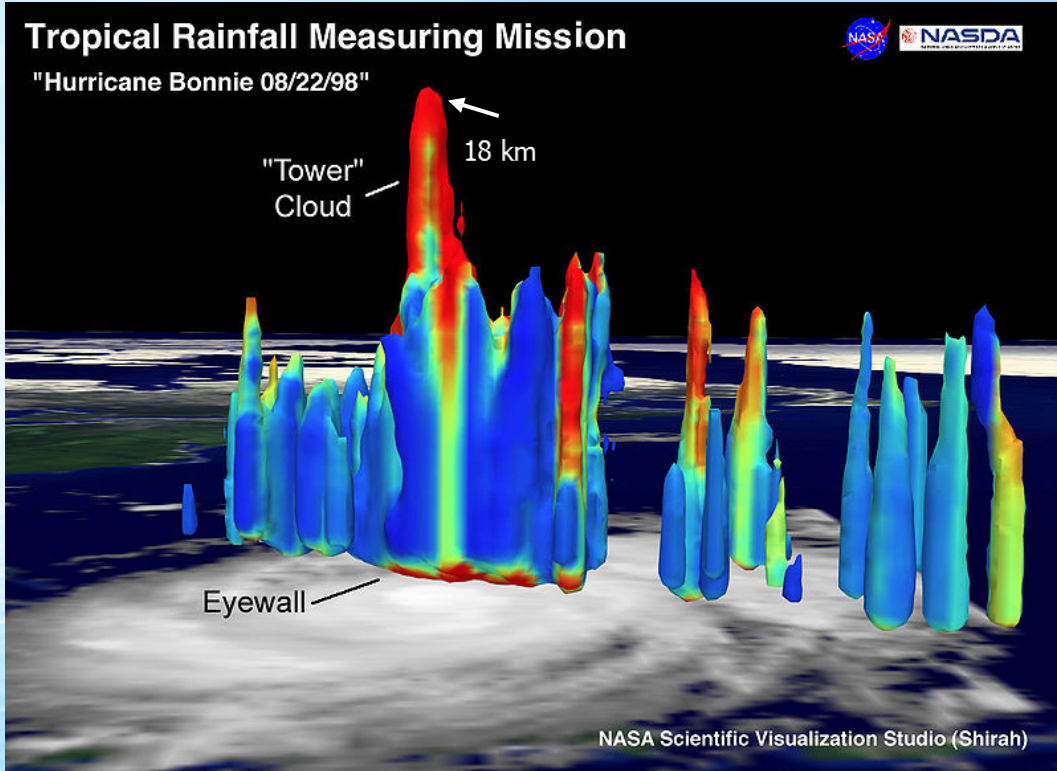 Tropical Rainfall Measuring Mission
NASA
NASDA
"Hurricane Bonnie 08/22/98"
18 km
"Tower"
Cloud
Eyewall
NASA Scientific Visualization Studio (Shirah)